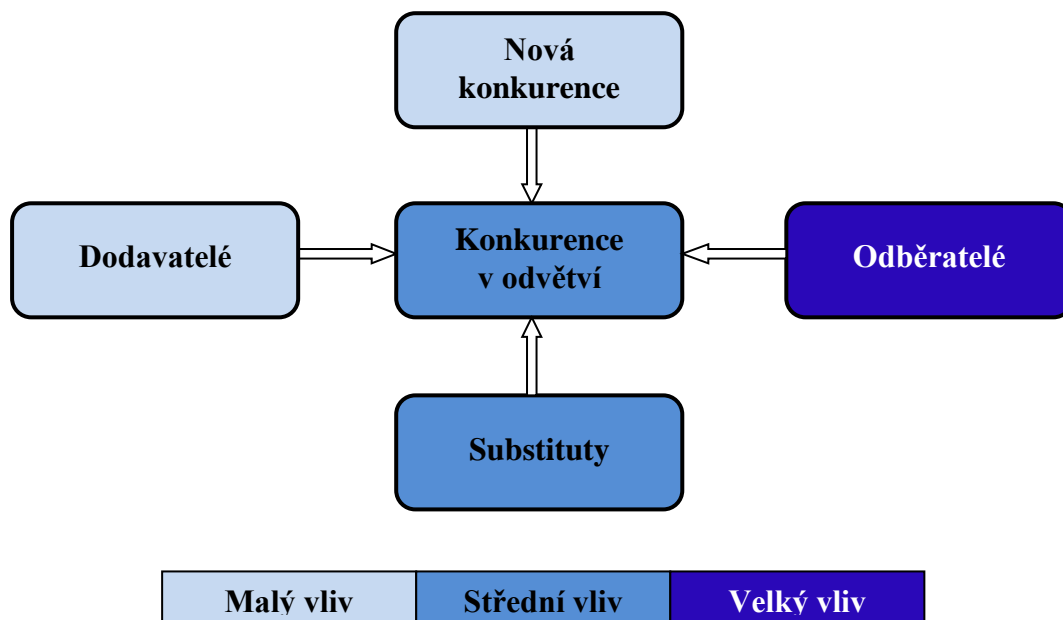 Nová
konkurence
Dodavatelé
Konkurence
v odvětví
Odběratelé
Substituty
Malý vliv
Střední vliv
Velký vliv